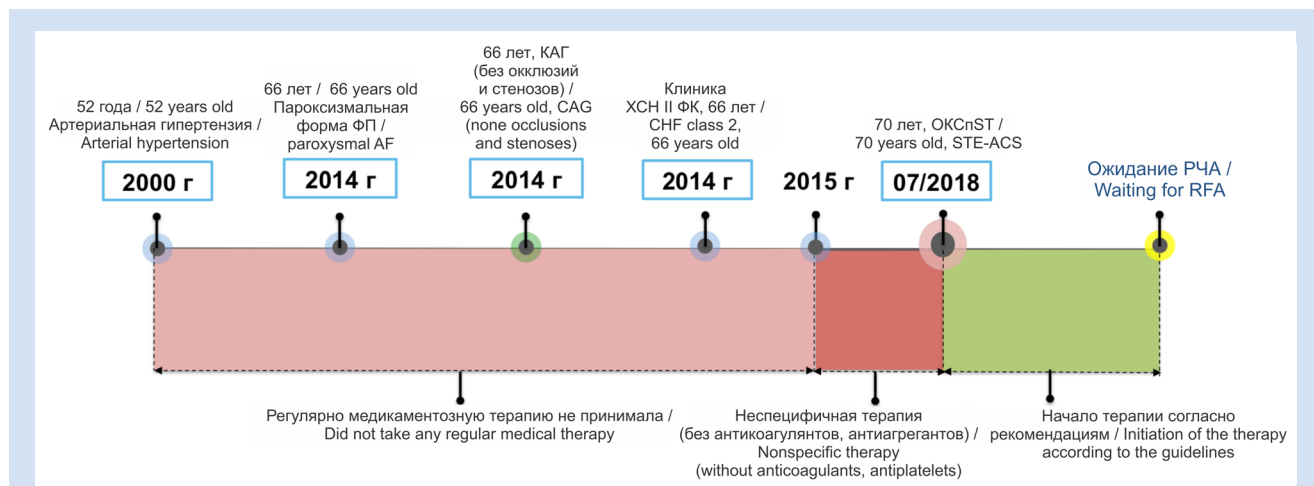 52 года / 52 years old
Артериальная гипертензия /
Arterial hypertension
2000 г
66 лет / 66 years old
Пароксизмальная
форма ФП /
paroxysmal AF
2014 г
66 лет, КАГ
(без окклюзий
и стенозов) /
66 years old, CAG
(none occlusions
and stenoses)
2014 г
Клиника
ХСН II ФК, 66 лет /
CHF class 2,
66 years old
2014 г
2015 г
70 лет, ОКСпST /
70 years old, STE-ACS
07/2018
Ожидание РЧА /
Waiting for RFA
Регулярно медикаментозную терапию не принимала /
Did not take any regular medical therapy
Неспецифичная терапия
(без антикоагулянтов, антиагрегантов) /
Nonspecific therapy
(without anticoagulants, antiplatelets)
Начало терапии согласно
рекомендациям / Initiation of the therapy
according to the guidelines